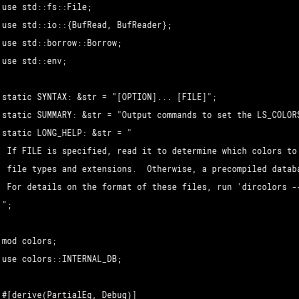 use std::fs::File;
use std::io::{BufRead, BufReader};
use std::borrow::Borrow;
use std::env;
static SYNTAX: &str = "[OPTION]... [FILE]";
static SUMMARY: &str = "Output commands to set the LS_COLORS
static LONG_HELP: &str = "
If FILE is specified, read it to determine which colors to
file types and extensions.  Otherwise, a precompiled databa
For details on the format of these files, run 'dircolors --
";
mod colors;
use colors::INTERNAL_DB;
#[derive(PartialEq, Debug)]